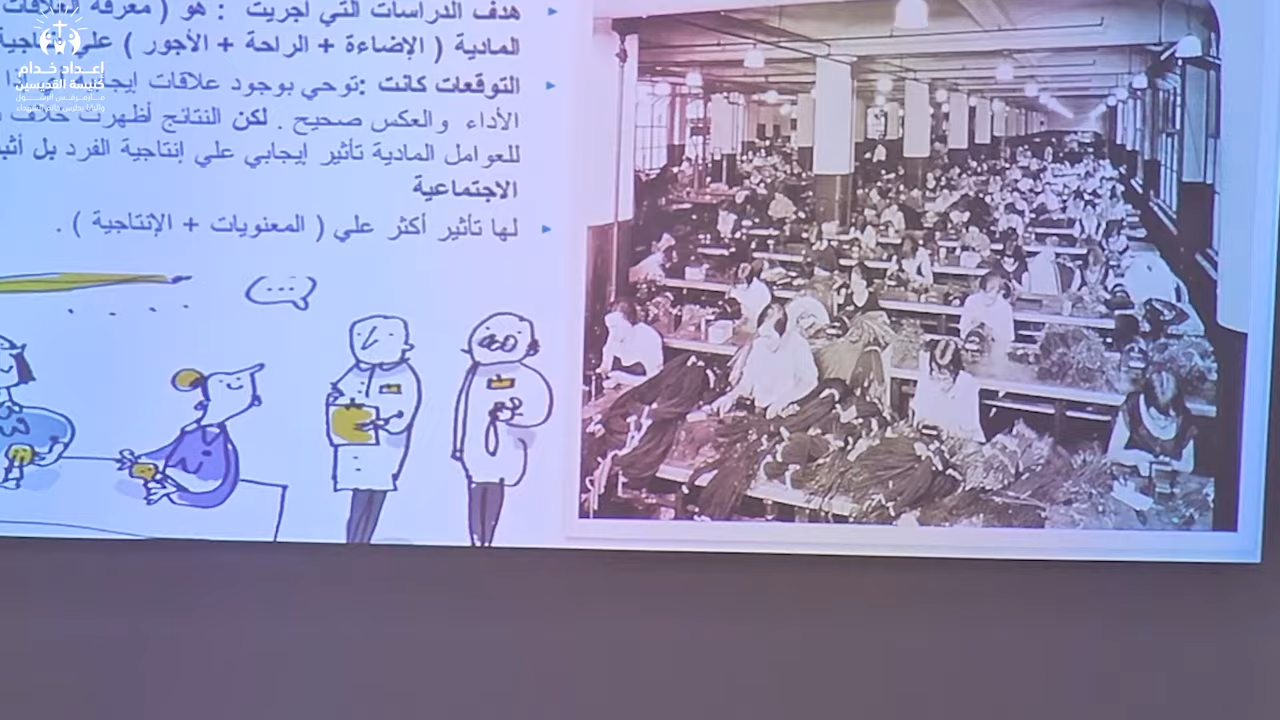 هدف الدراسات التي أجريت : هو ( معرفة
المادية ( الإضاءة + الراحة + الأجور ) علي
التوقعات كانت :توحي بوجود علاقات
الأداء والعكس صحيح . لكن النتائج أظهرت خلاف
للعوامل المادية تأثير إيجابي علي إنتاجية الفرد بل
الاجتماعية
لها تأثير أكثر علي ( المعنويات + الإنتاجية ) .
...
إعداد خدام
كنيسة القديسين